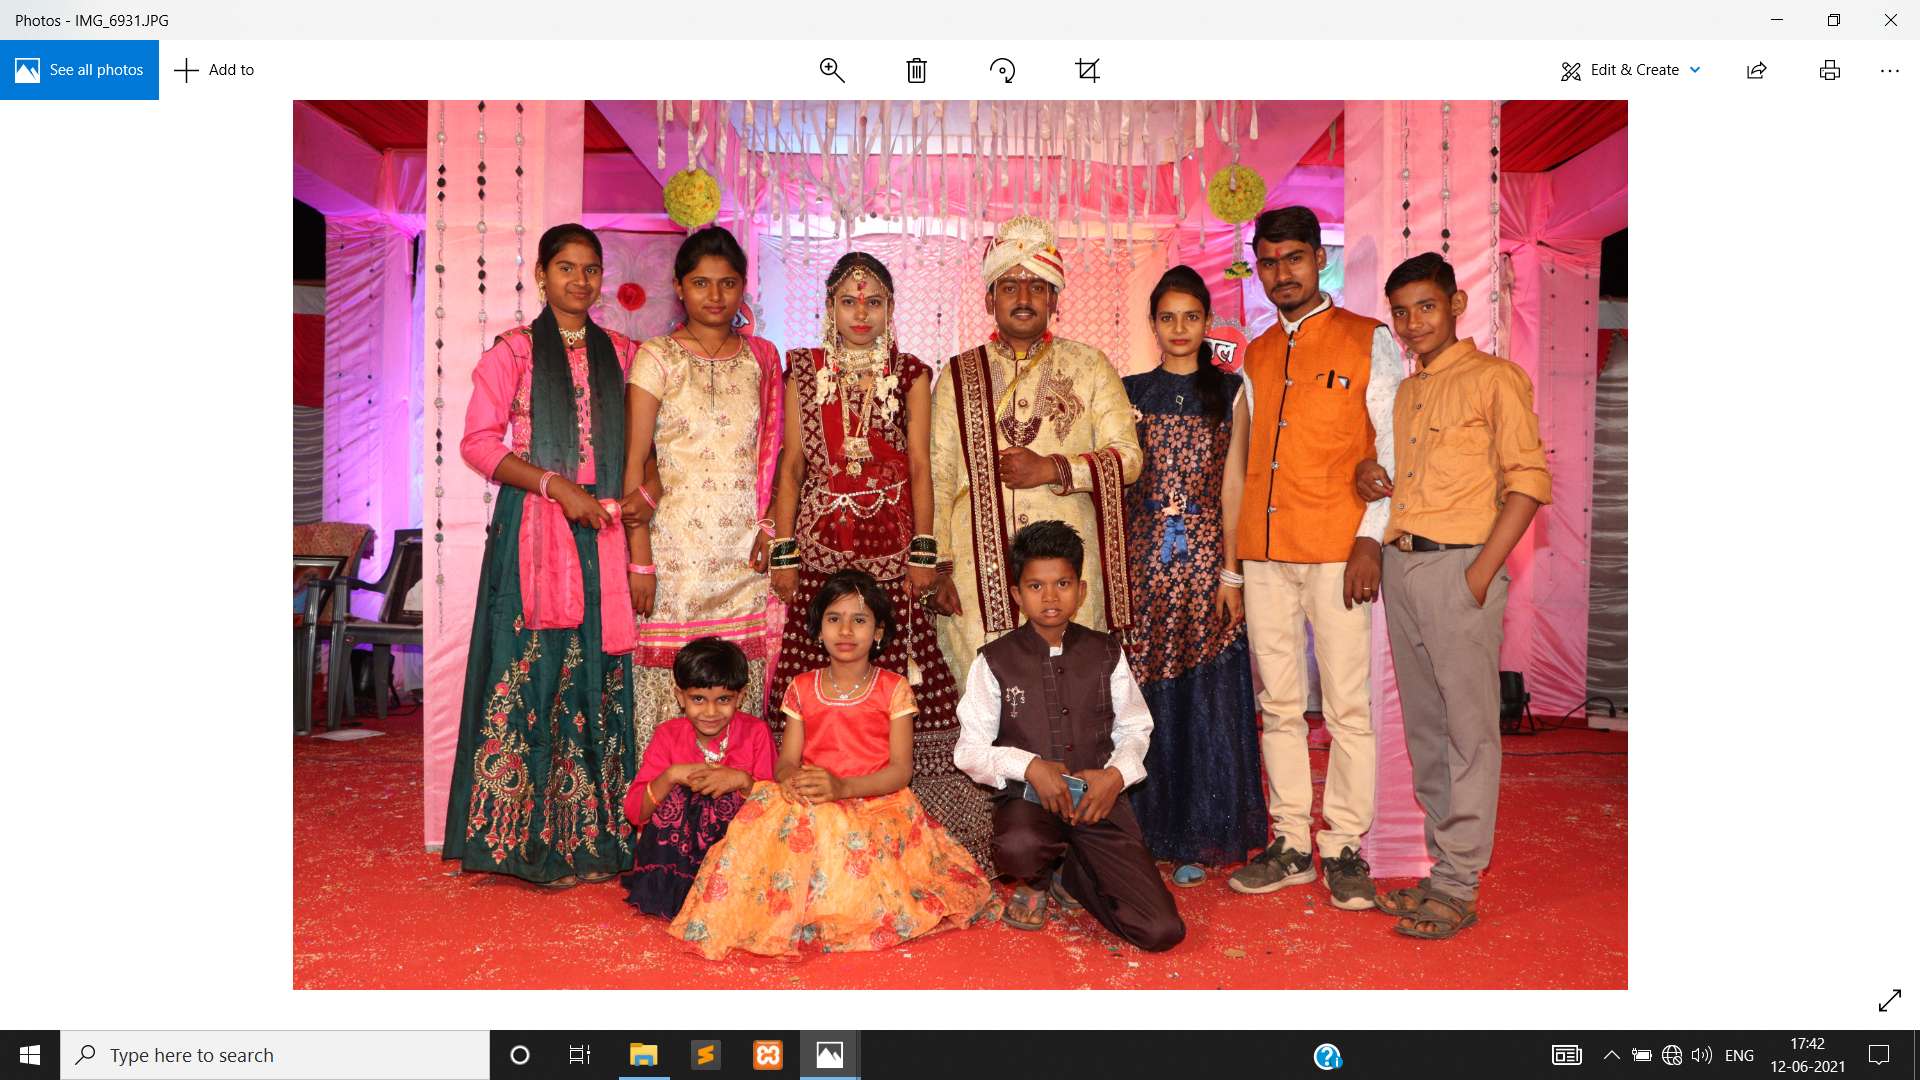 Photos - IMG_6931.JPG
See all photos
Add to
Edit & Create
Type here to search
ENG
17:42
12-06-2021